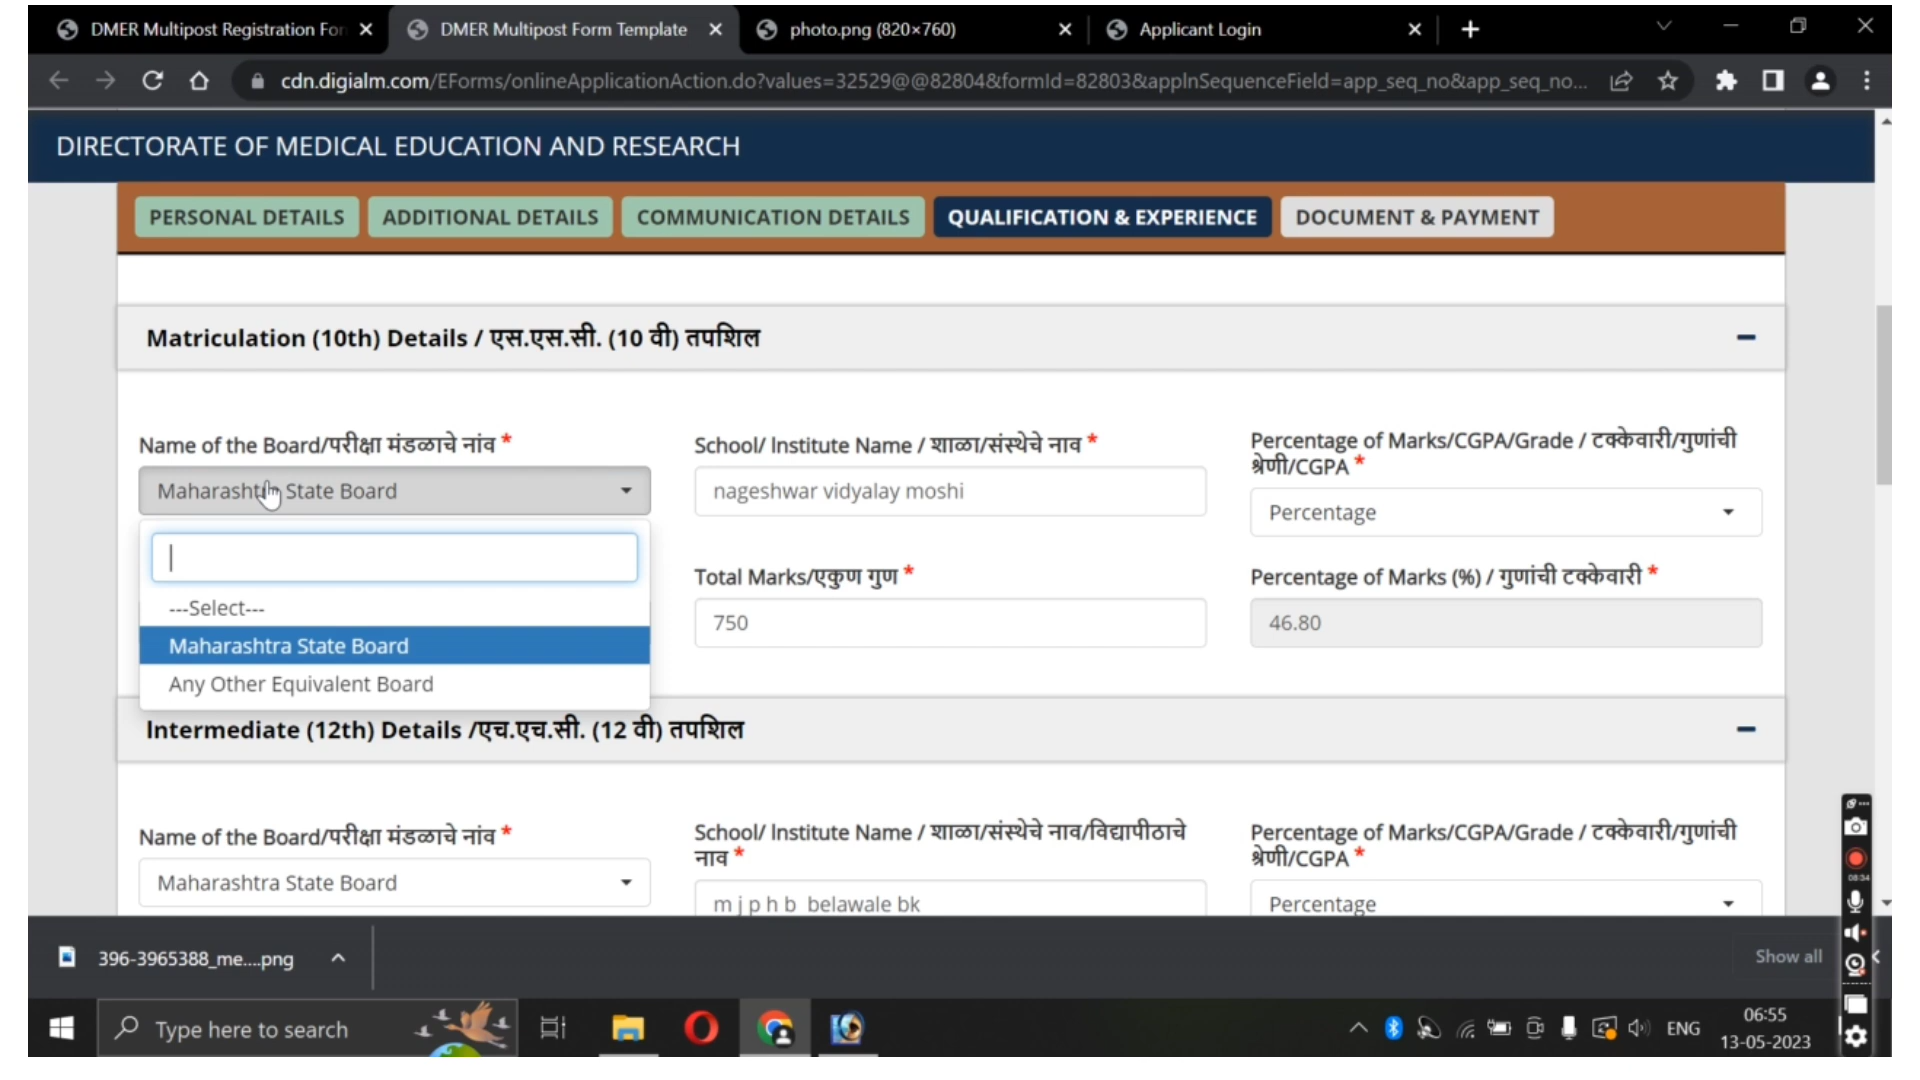 DMER Multipost Registration For
DMER Multipost Form Template
photo.png (820×760)
Applicant Login
cdn.digialm.com/EForms/onlineApplicationAction.do?values=32529@@82804&formId=82803&applnSequenceField=app_seq_no&app_seq_no...
DIRECTORATE OF MEDICAL EDUCATION AND RESEARCH
PERSONAL DETAILS
ADDITIONAL DETAILS
COMMUNICATION DETAILS
QUALIFICATION & EXPERIENCE
DOCUMENT & PAYMENT
Matriculation (10th) Details / एस.एस.सी. (10 वी) तपशिल
Name of the Board/परीक्षा मंडळाचे नांव *
School/ Institute Name / शाळा/संस्थेचे नाव *
Percentage of Marks/CGPA/Grade / टक्केवारी/गुणांची
श्रेणी/CGPA *
Maharashtra State Board
nageshwar vidyalay moshi
Percentage
---Select---
Maharashtra State Board
Any Other Equivalent Board
Total Marks/एकुण गुण *
Percentage of Marks (%) / गुणांची टक्केवारी *
750
46.80
Intermediate (12th) Details /एच.एच.सी. (12 वी) तपशिल
Name of the Board/परीक्षा मंडळाचे नांव *
School/ Institute Name / शाळा/संस्थेचे नाव/विद्यापीठाचे
नाव *
Percentage of Marks/CGPA/Grade / टक्केवारी/गुणांची
श्रेणी/CGPA *
Maharashtra State Board
m j p h b belawale bk
Percentage
08:34
396-3965388_me....png
Show all
Type here to search
ENG
06:55
13-05-2023